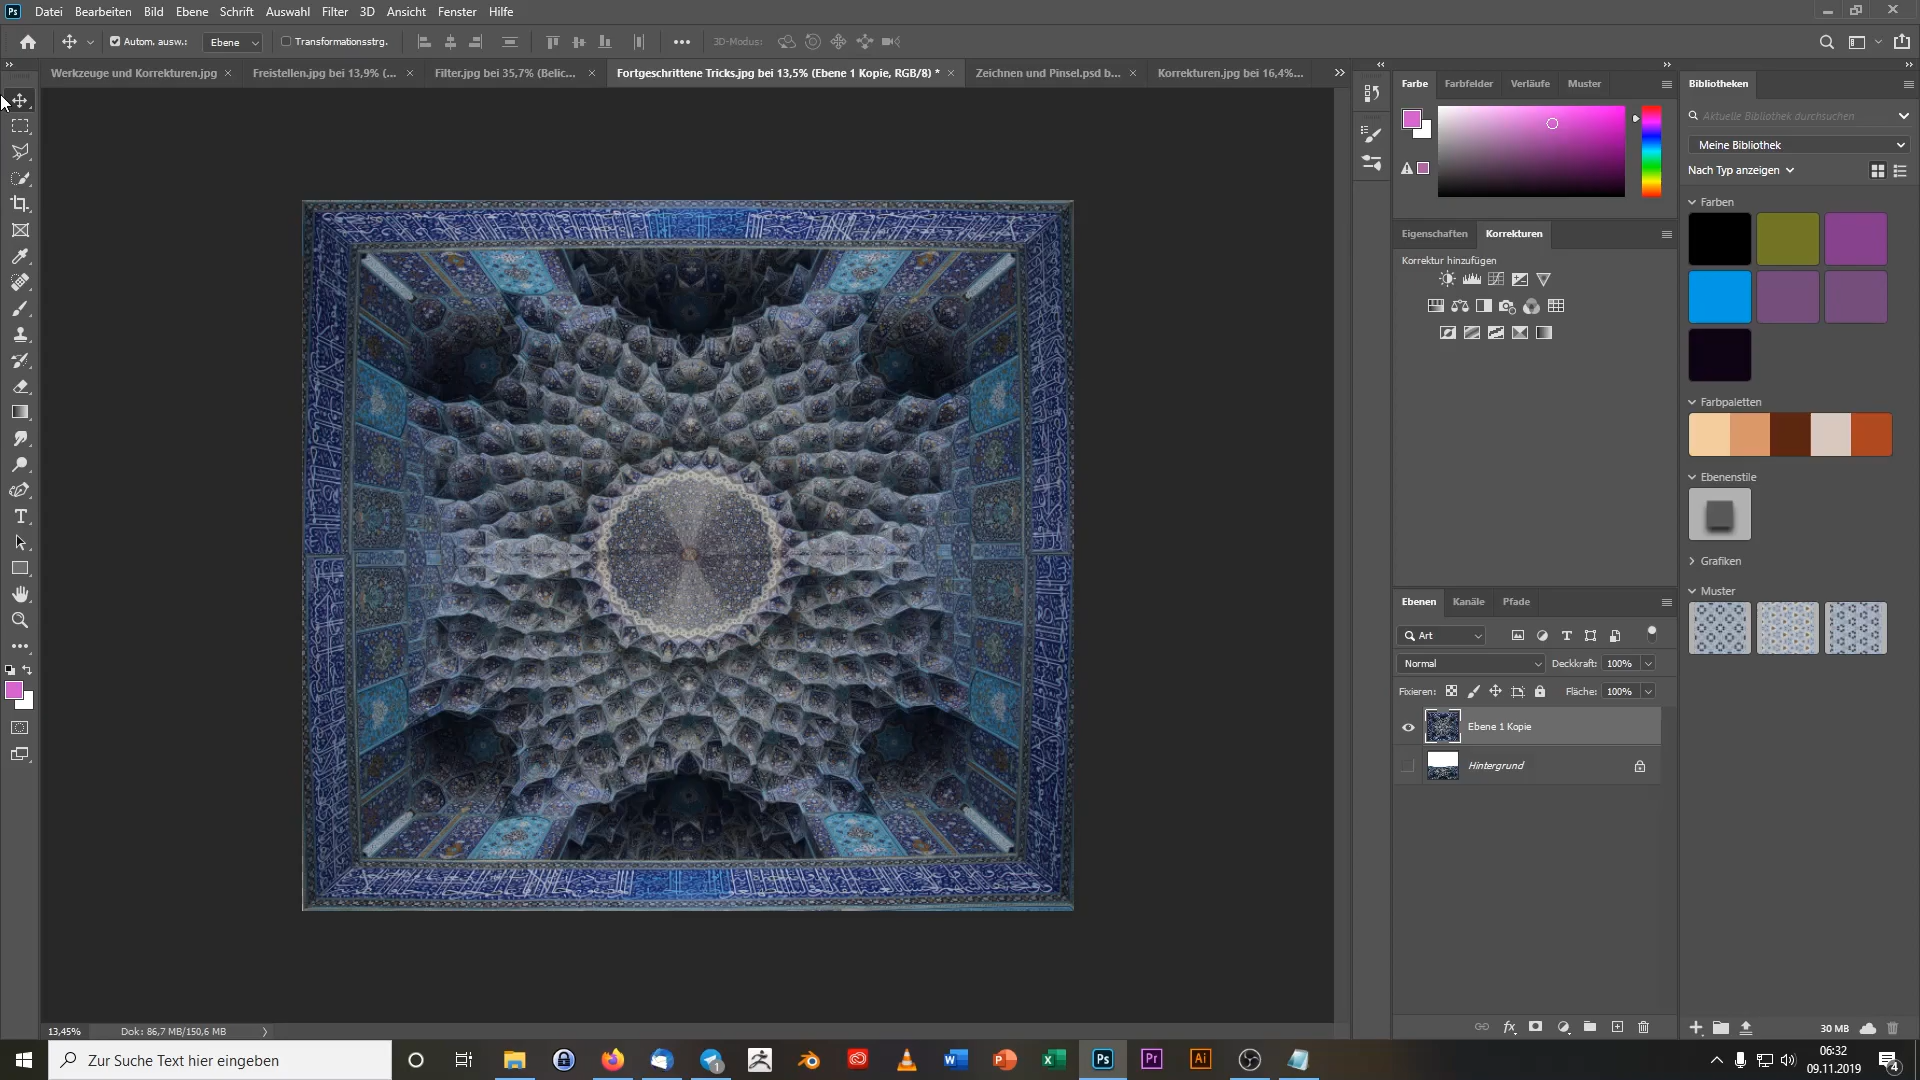 Ps Datei Bearbeiten Bild Ebene Schrift Auswahl Filter 3D Ansicht Fenster Hilfe
Autom. ausw.: Ebene Transformationsstrg. 3D-Modus:
Werkzeuge und Korrekturen.jpg Freistellen.jpg bei 13,9% (... Filter.jpg bei 35,7% (Belic... Fortgeschrittene Tricks.jpg bei 13,5% (Ebene 1 Kopie, RGB/8) * Zeichnen und Pinsel.psd b... Korrekturen.jpg bei 16,4%...
Farbe Farbfelder Verläufe Muster
Eigenschaften Korrekturen
Korrektur hinzufügen
Ebenen Kanäle Pfade
Art
Normal Deckkraft: 100%
Fixieren: Fläche: 100%
Ebene 1 Kopie
Hintergrund
Bibliotheken
Aktuelle Bibliothek durchsuchen
Meine Bibliothek
Nach Typ anzeigen
Farben
Farbpaletten
Ebenenstile
Grafiken
Muster
30 MB
13,45% Dok: 86,7 MB/150,6 MB
Zur Suche Text hier eingeben
06:32
09.11.2019